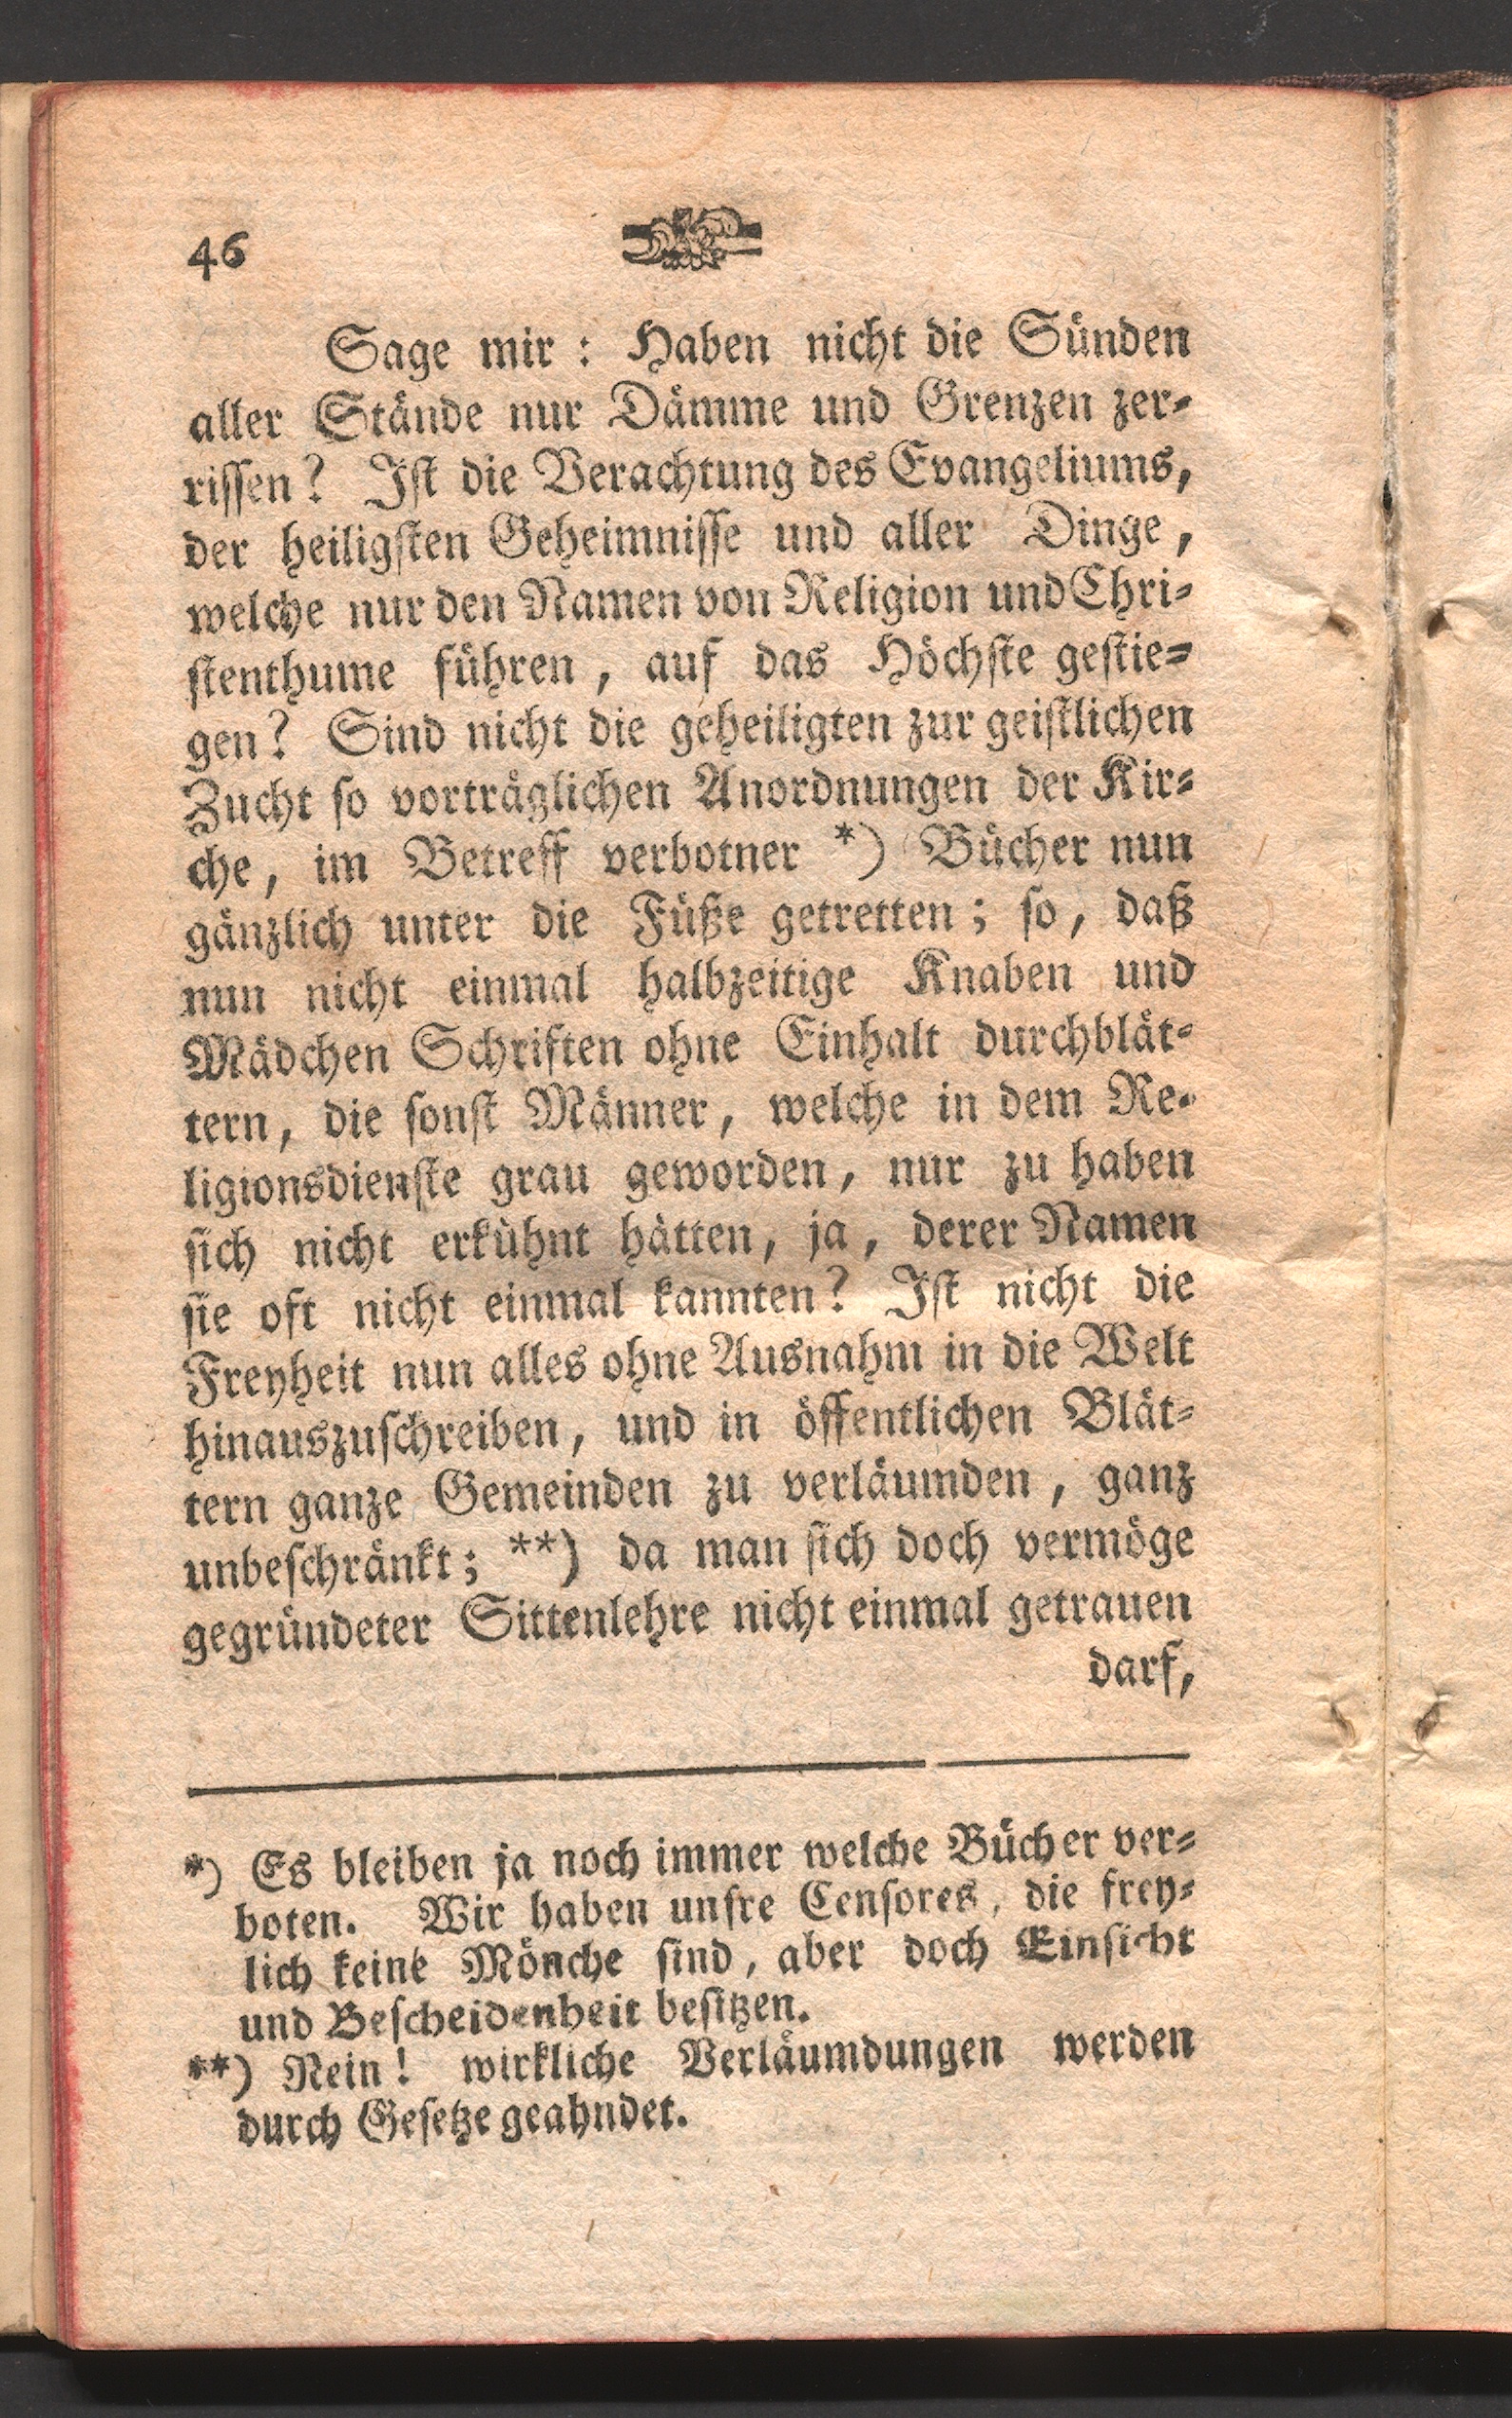 46
Sage mir : Haben nicht die Sünden
aller Stände nur Dämme und Grenzen zer-
rissen? Ist die Verachtung des Evangeliums,
der heiligsten Geheimnisse und aller Dinge,
welche nur den Namen von Religion und Chri-
stenthume führen, auf das Höchste gestie-
gen? Sind nicht die geheiligten zur geistlichen
Zucht so vorträglichen Anordnungen der Kir-
che, im Betreff verbotner *) Bücher nun
gänzlich unter die Füße getretten; so, daß
nun nicht einmal halbzeitige Knaben und
Mädchen Schriften ohne Einhalt durchblät-
tern, die sonst Männer, welche in dem Re-
ligionsdienste grau geworden, nur zu haben
sich nicht erkühnt hätten, ja, derer Namen
sie oft nicht einmal kannten? Ist nicht die
Freyheit nun alles ohne Ausnahm in die Welt
hinauszuschreiben, und in öffentlichen Blät-
tern ganze Gemeinden zu verläumden, ganz
unbeschränkt; **) da man sich doch vermöge
gegründeter Sittenlehre nicht einmal getrauen
darf,
*) Es bleiben ja noch immer welche Bücher ver-
boten. Wir haben unsre Censores, die frey-
lich keine Mönche sind, aber doch Einsicht
und Bescheidenheit besitzen.
**) Nein! wirkliche Verläumdungen werden
durch Gesetze geahndet.